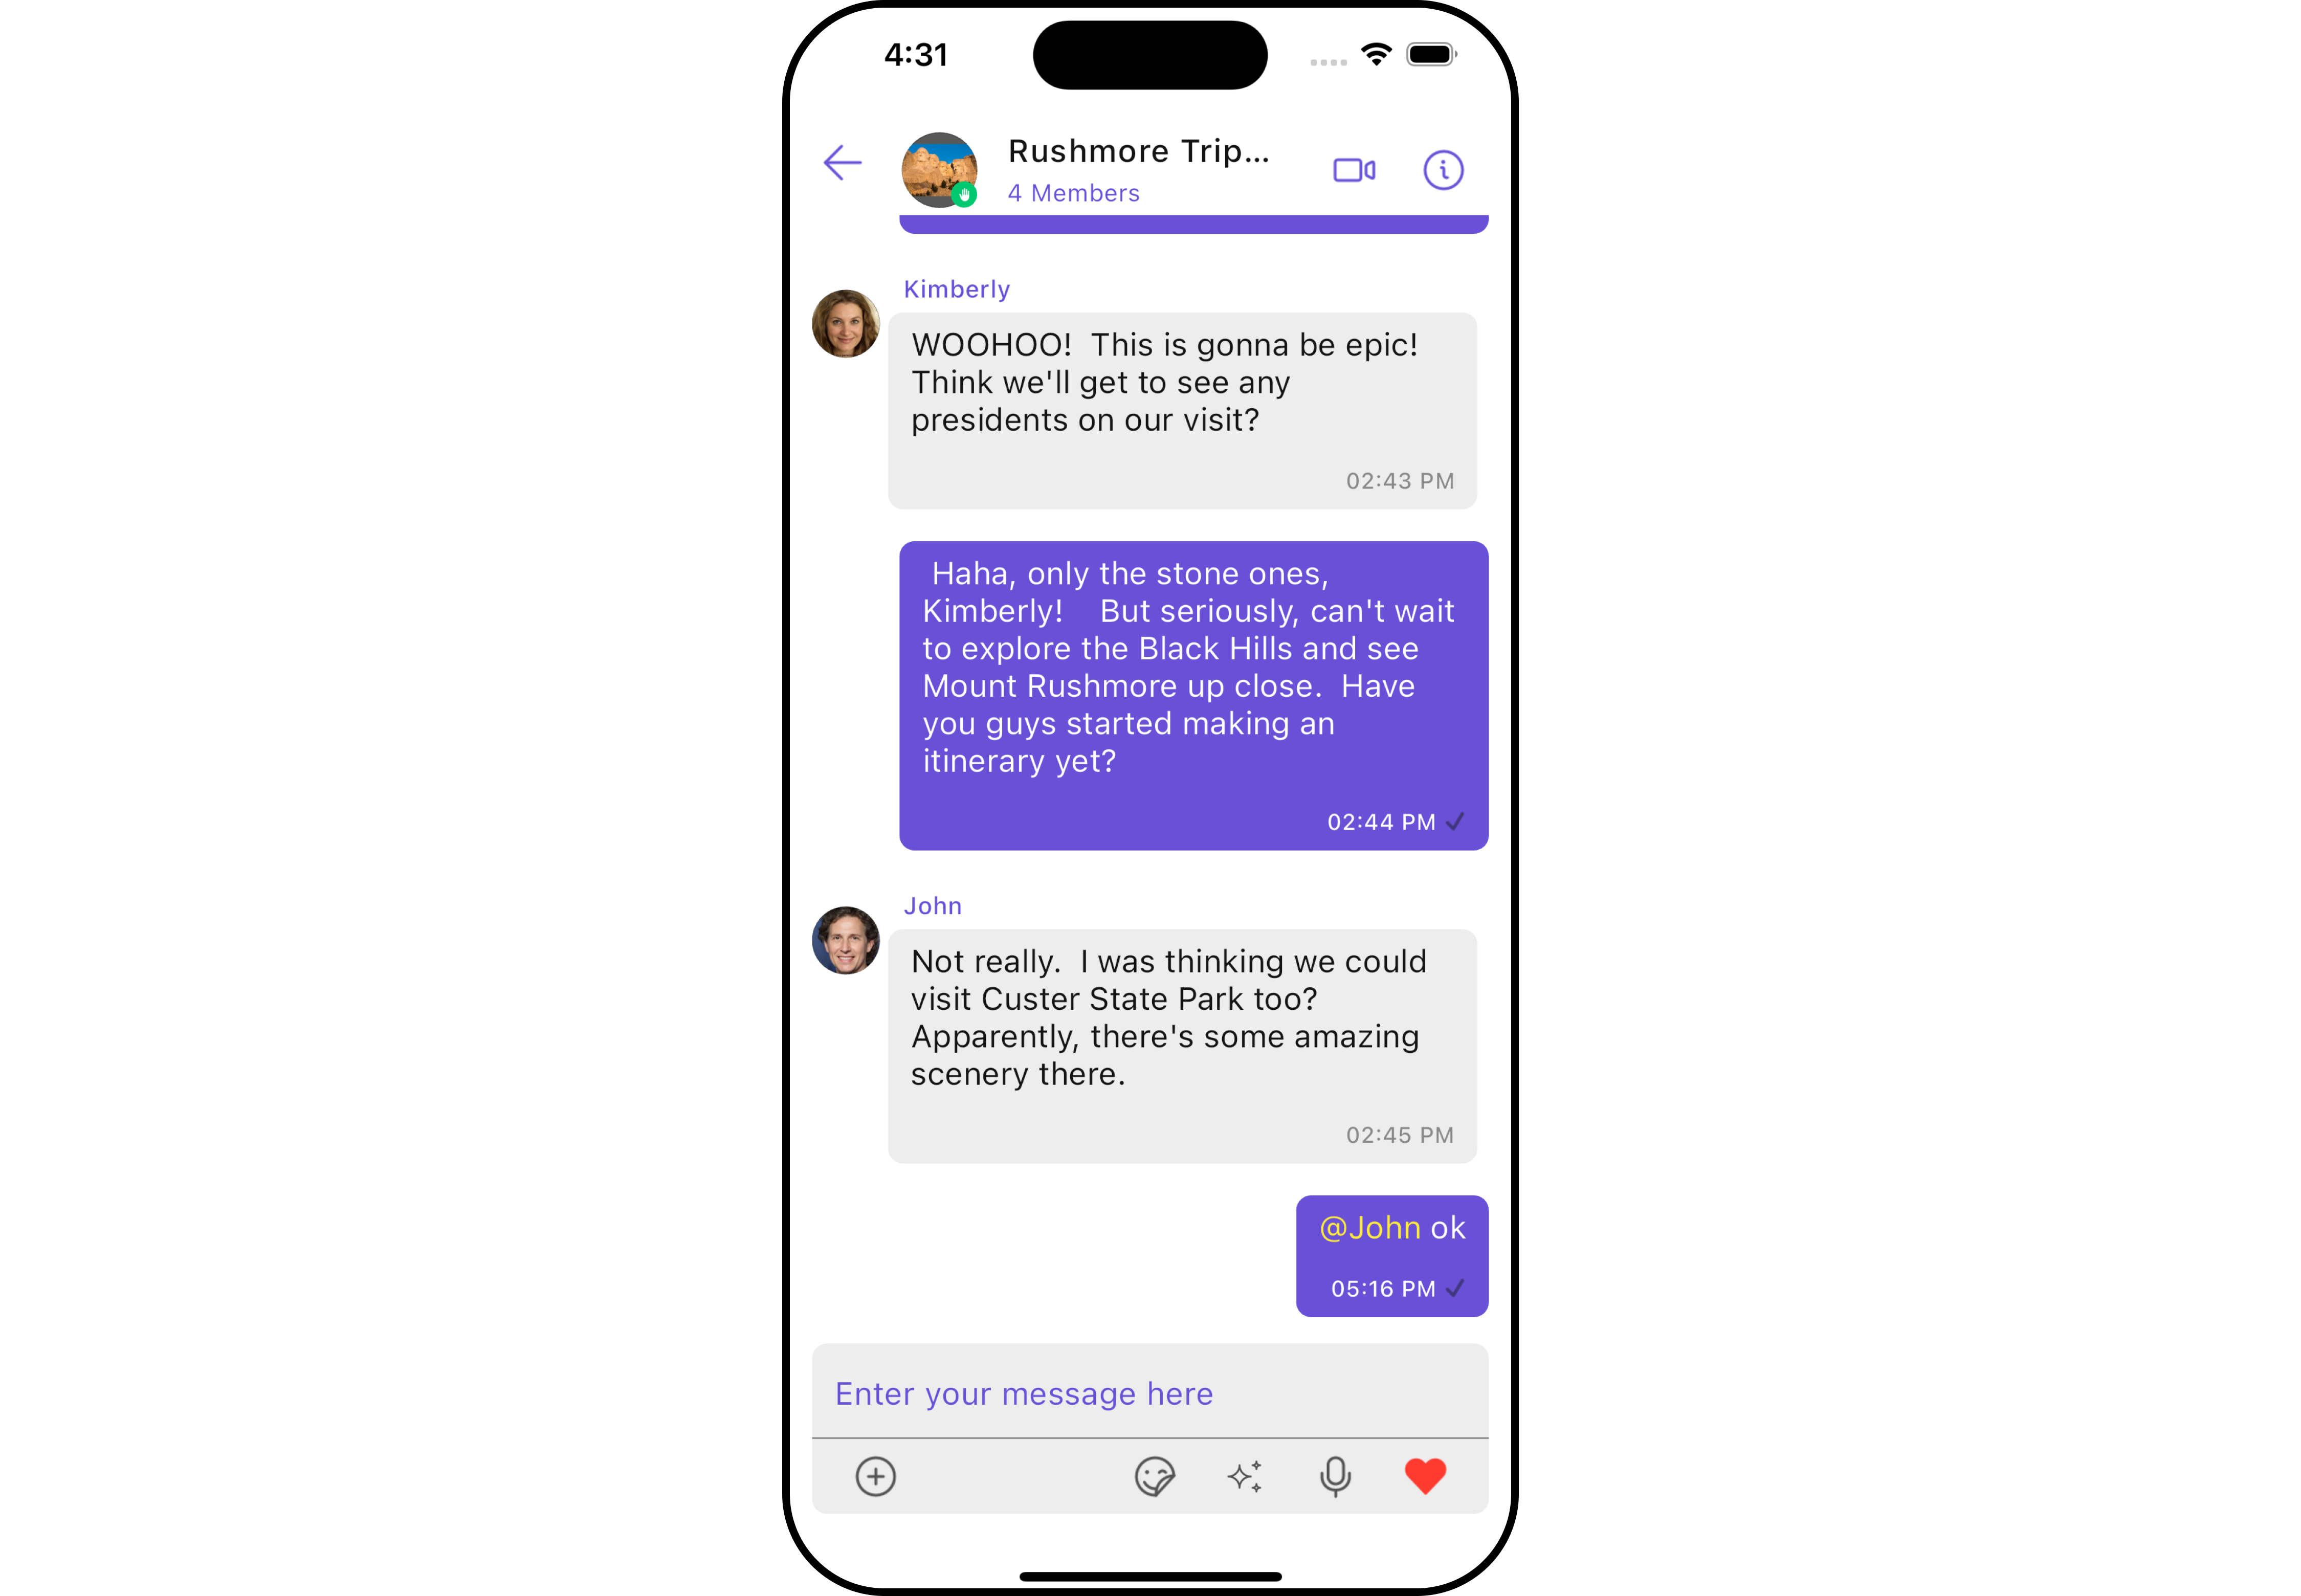 4:31
Rushmore Trip...
4 Members
Kimberly
WOOHOO!  This is gonna be epic!
Think we'll get to see any
presidents on our visit?
02:43 PM
Haha, only the stone ones,
Kimberly!    But seriously, can't wait
to explore the Black Hills and see
Mount Rushmore up close.  Have
you guys started making an
itinerary yet?
02:44 PM
John
Not really.  I was thinking we could
visit Custer State Park too?
Apparently, there's some amazing
scenery there.
02:45 PM
@John ok
05:16 PM
Enter your message here